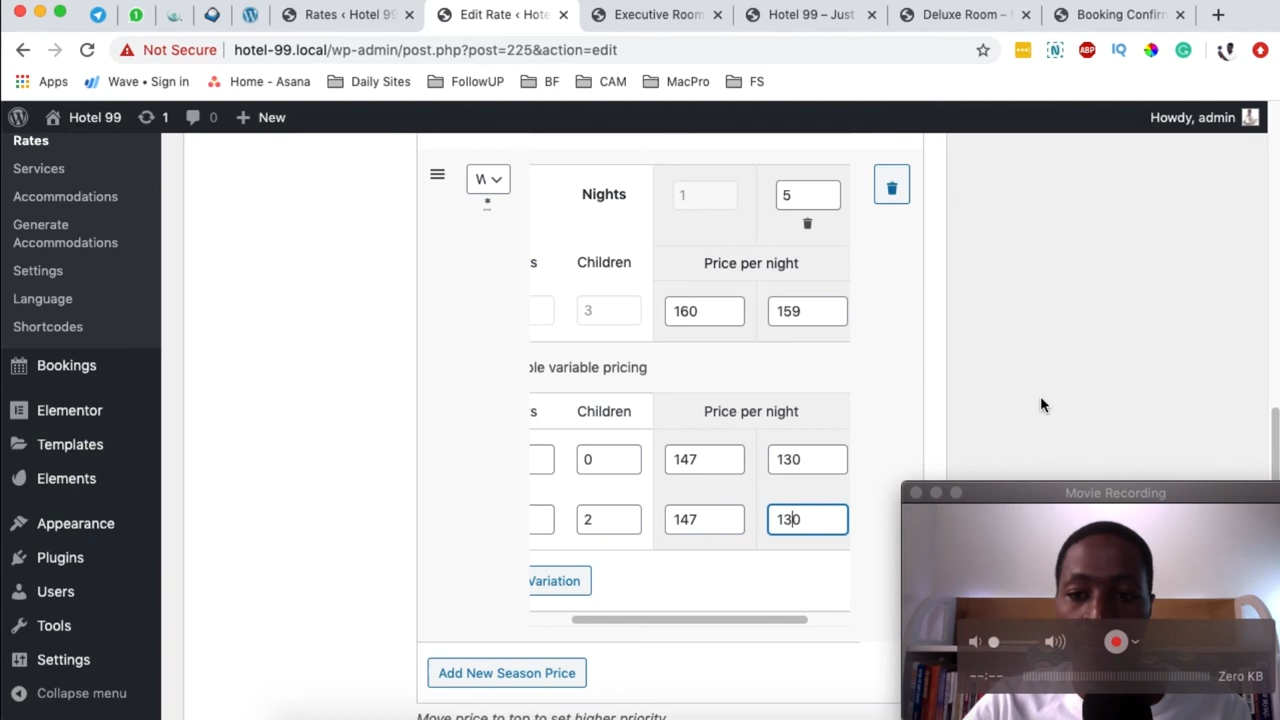 Rates ‹ Hotel 99
Edit Rate ‹ Hote
Executive Room
Hotel 99 – Just
Deluxe Room –
Booking Confirm
Not Secure
hotel-99.local/wp-admin/post.php?post=225&action=edit
ABP
IQ
Apps
Wave • Sign in
Home - Asana
Daily Sites
FollowUP
BF
CAM
MacPro
FS
Hotel 99
1
0
New
Howdy, admin
Rates
Services
Accommodations
Generate
Accommodations
Settings
Language
Shortcodes
Bookings
Elementor
Templates
Elements
Appearance
Plugins
Users
Tools
Settings
Collapse menu
W
*
Nights
1
5
s
Children
Price per night
3
160
159
ble variable pricing
s
Children
Price per night
0
147
130
2
147
130
Variation
Add New Season Price
Move price to top to set higher priority.
Movie Recording
--:--
Zero KB